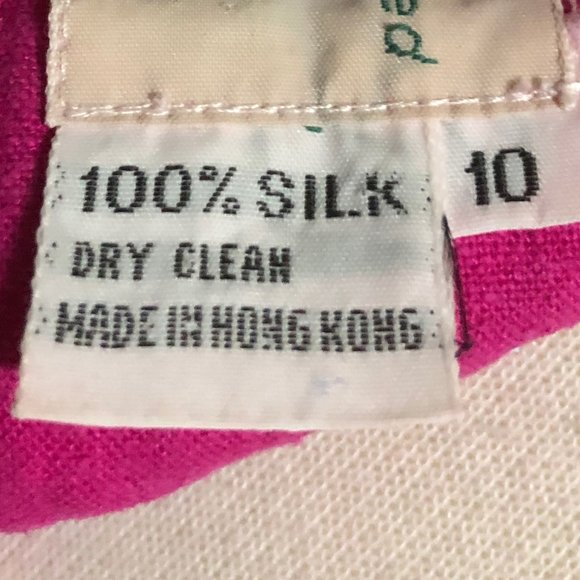 100% SILK
10
DRY CLEAN
MADE IN HONG KONG